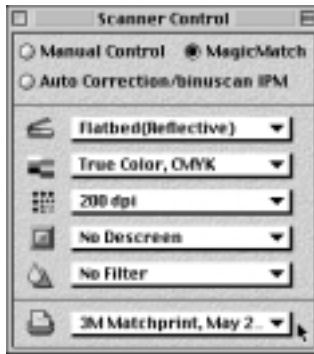 Scanner Control
Manual Control MagicMatch
Auto Correction/binuscan IPM
Flatbed(Reflective)
True Color, CMYK
200 dpi
No Descreen
No Filter
3M Matchprint, May 2..